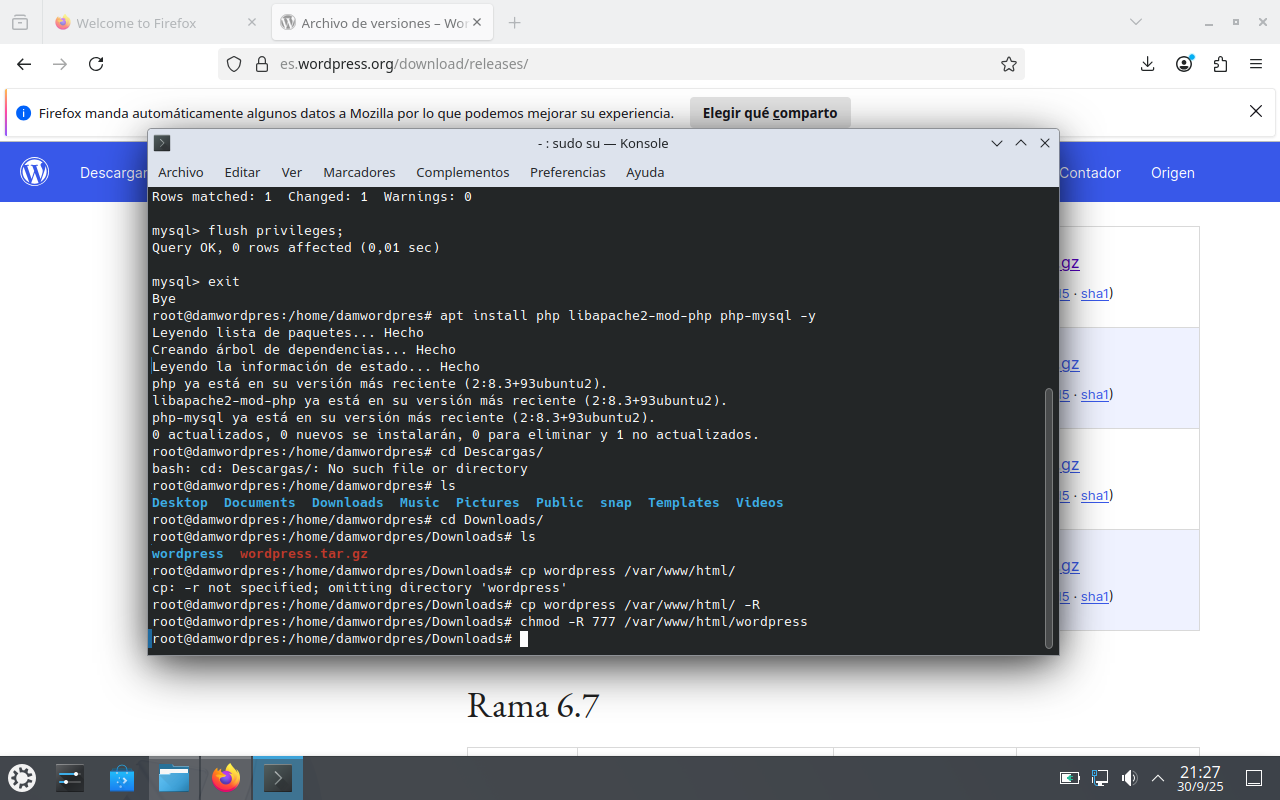 Welcome to Firefox
Archivo de versiones – Wor
es.wordpress.org/download/releases/
Firefox manda automáticamente algunos datos a Mozilla por lo que podemos mejorar su experiencia.
Elegir qué comparto
- : sudo su — Konsole
Archivo Editar Ver Marcadores Complementos Preferencias Ayuda
Descargar
Contador Origen
Rows matched: 1  Changed: 1  Warnings: 0
mysql> flush privileges;
Query OK, 0 rows affected (0,01 sec)
mysql> exit
Bye
root@damwordpres:/home/damwordpres# apt install php libapache2-mod-php php-mysql -y
Leyendo lista de paquetes... Hecho
Creando árbol de dependencias... Hecho
Leyendo la información de estado... Hecho
php ya está en su versión más reciente (2:8.3+93ubuntu2).
libapache2-mod-php ya está en su versión más reciente (2:8.3+93ubuntu2).
php-mysql ya está en su versión más reciente (2:8.3+93ubuntu2).
0 actualizados, 0 nuevos se instalarán, 0 para eliminar y 1 no actualizados.
root@damwordpres:/home/damwordpres# cd Descargas/
bash: cd: Descargas/: No such file or directory
root@damwordpres:/home/damwordpres# ls
Desktop  Documents  Downloads  Music  Pictures  Public  snap  Templates  Videos
root@damwordpres:/home/damwordpres# cd Downloads/
root@damwordpres:/home/damwordpres/Downloads# ls
wordpress  wordpress.tar.gz
root@damwordpres:/home/damwordpres/Downloads# cp wordpress /var/www/html/
cp: -r not specified; omitting directory 'wordpress'
root@damwordpres:/home/damwordpres/Downloads# cp wordpress /var/www/html/ -R
root@damwordpres:/home/damwordpres/Downloads# chmod -R 777 /var/www/html/wordpress
root@damwordpres:/home/damwordpres/Downloads#
.gz
5 · sha1)
.gz
5 · sha1)
.gz
5 · sha1)
.gz
5 · sha1)
Rama 6.7
21:27
30/9/25